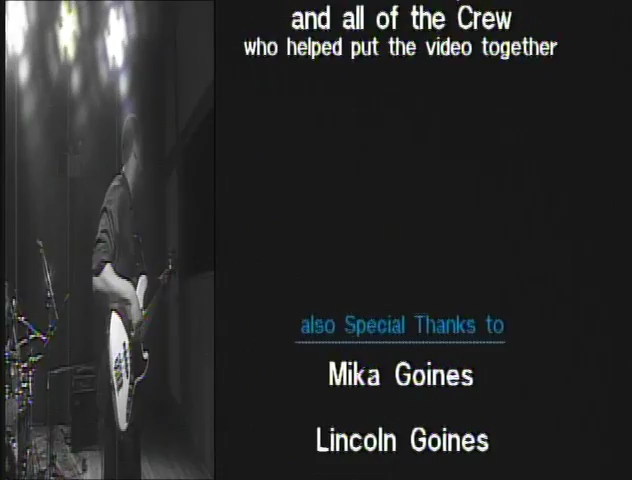 and all of the Crew
who helped put the video together
also Special Thanks to
Mika Goines
Lincoln Goines